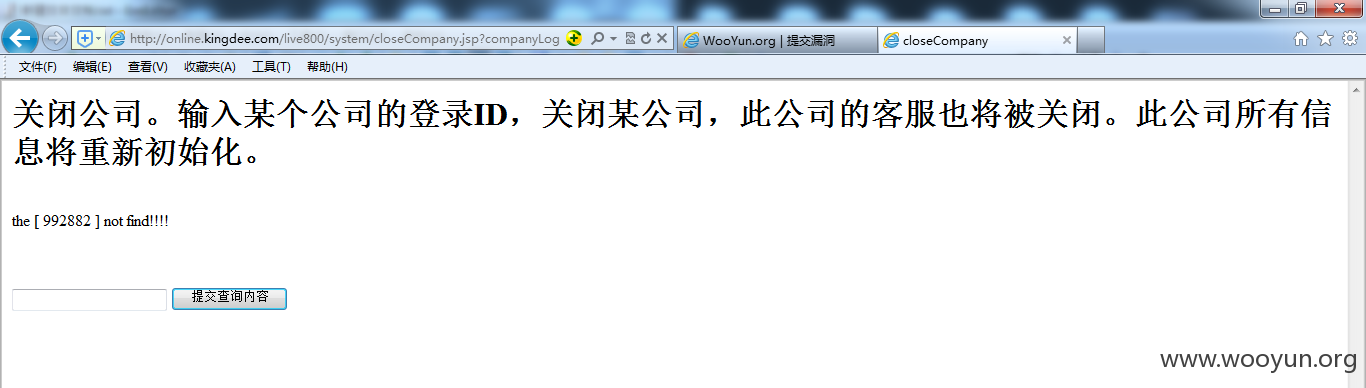 http://online.kingdee.com/live800/system/closeCompany.jsp?companyLog
WooYun.org | 提交漏洞
closeCompany
文件(F) 编辑(E) 查看(V) 收藏夹(A) 工具(T) 帮助(H)
关闭公司。输入某个公司的登录ID，关闭某公司，此公司的客服也将被关闭。此公司所有信
息将重新初始化。
the [ 992882 ] not find!!!!
提交查询内容
www.wooyun.org